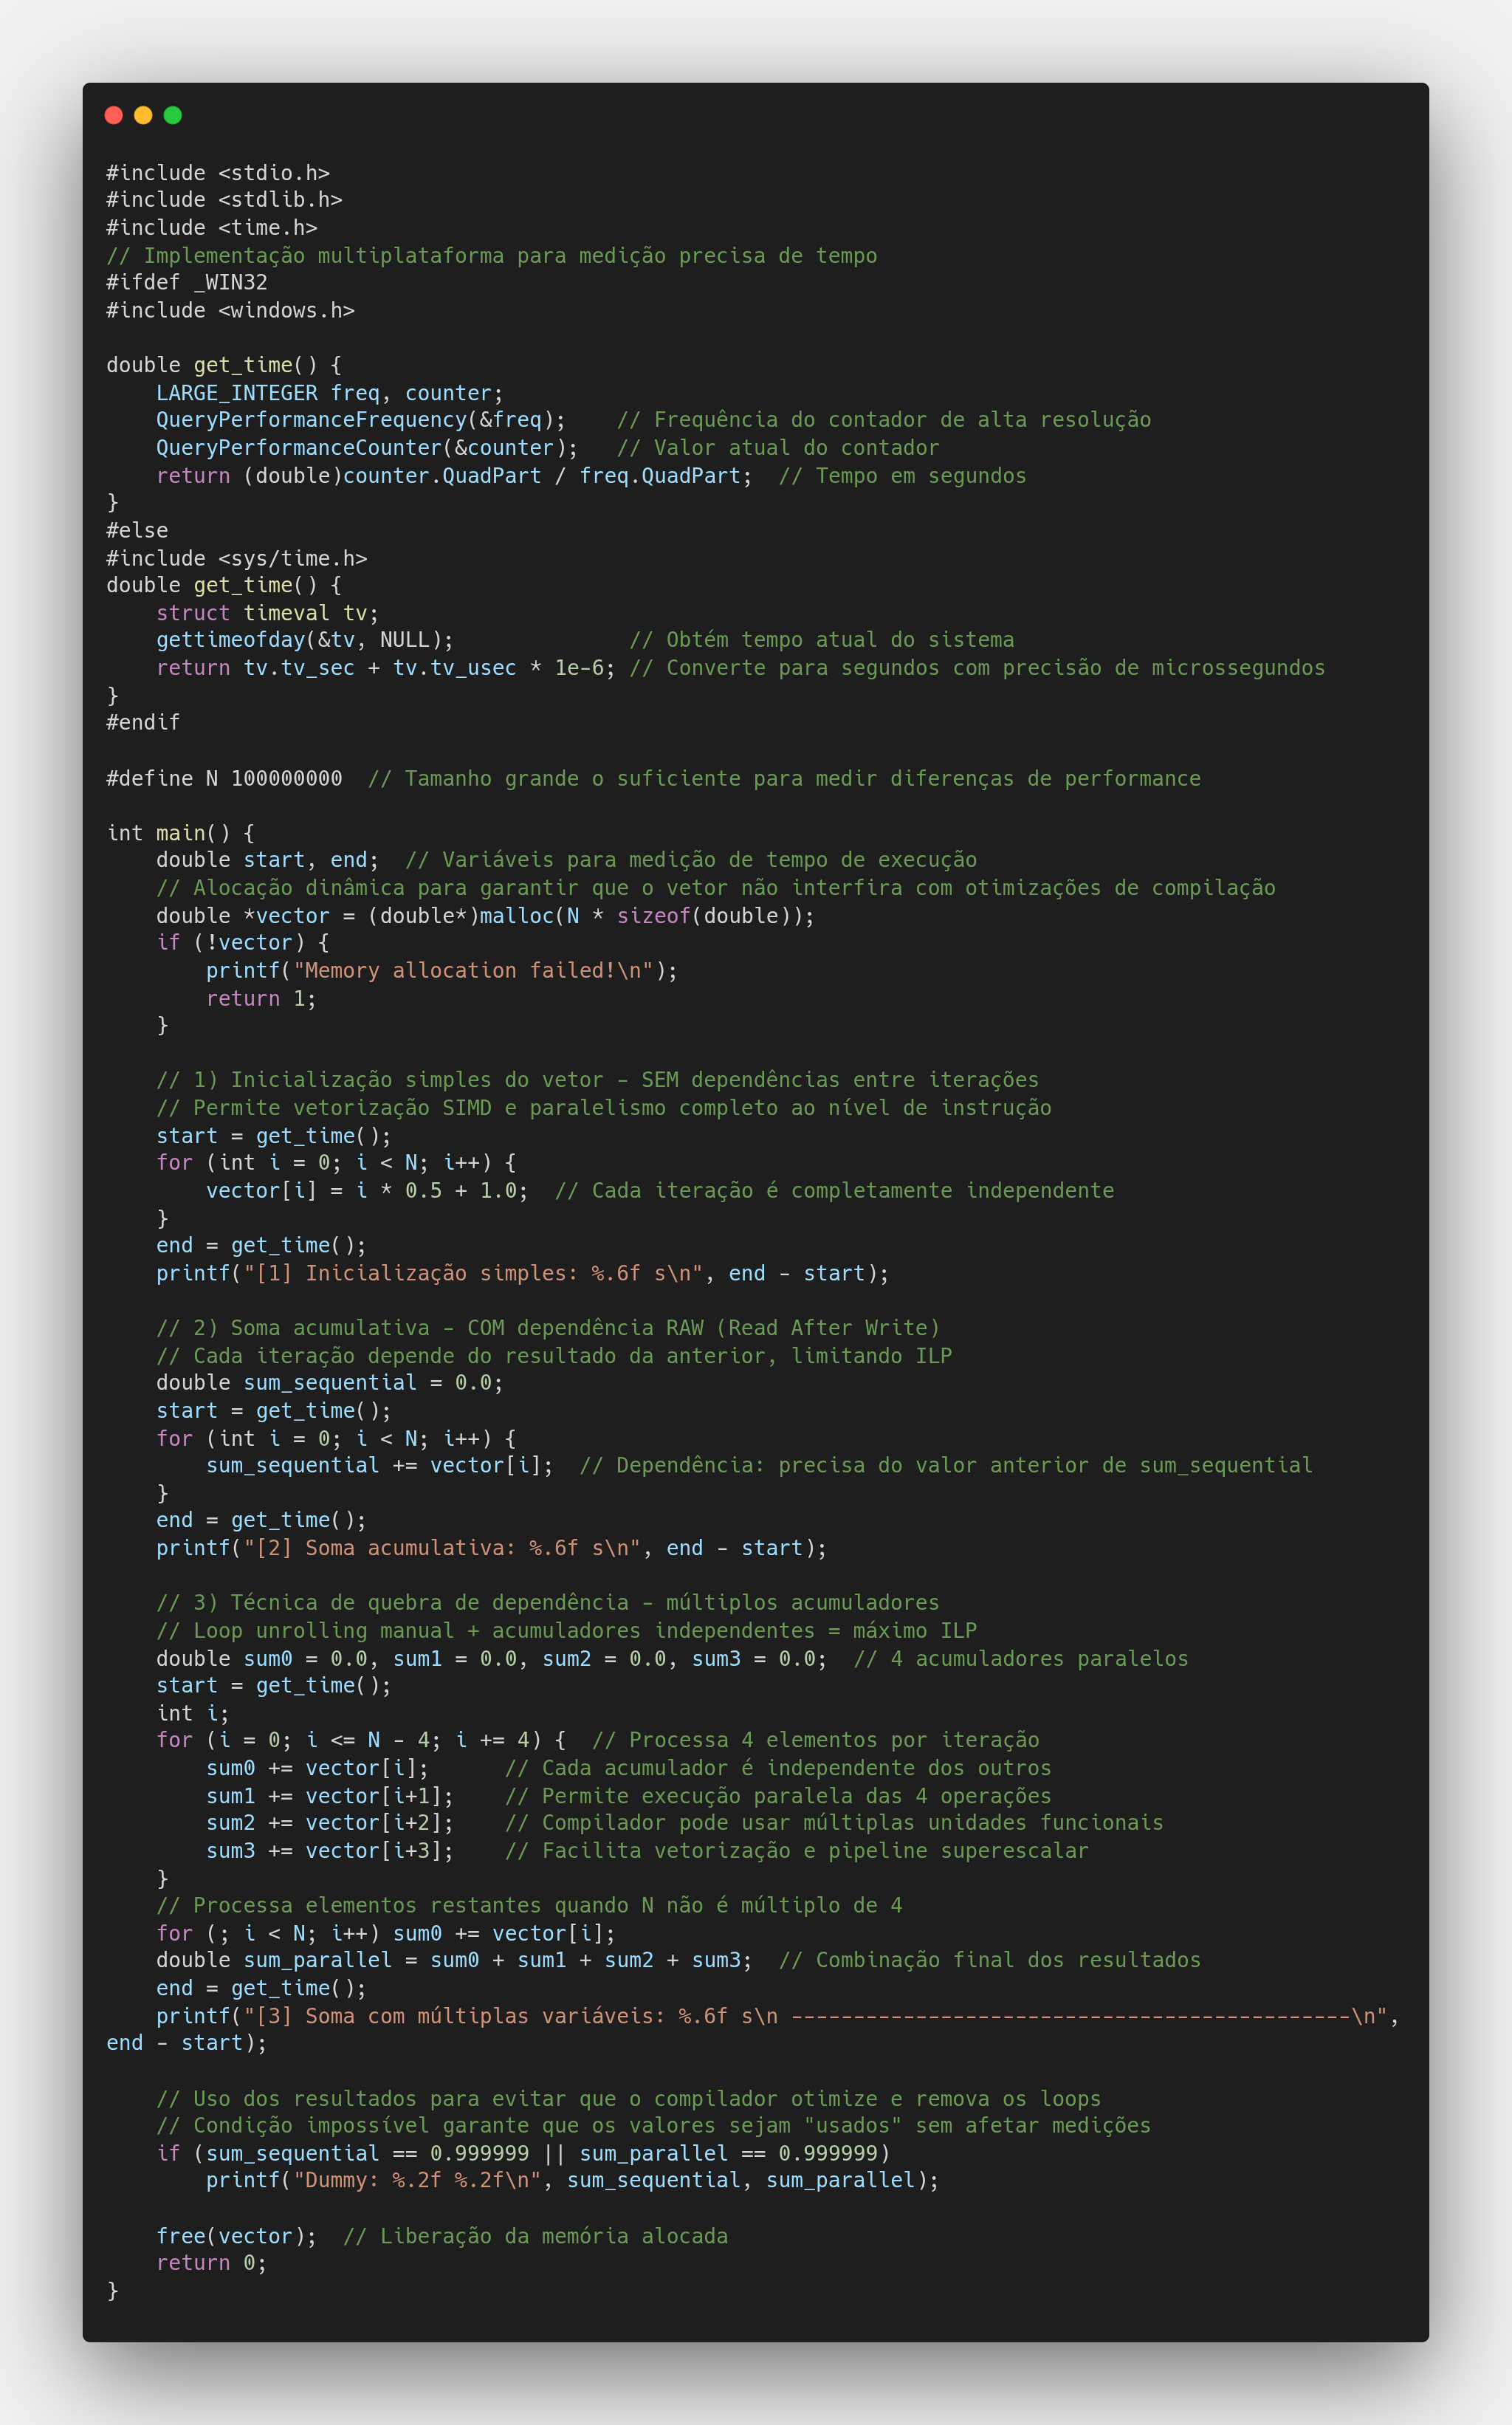 #include <stdio.h>
#include <stdlib.h>
#include <time.h>
// Implementação multiplataforma para medição precisa de tempo
#ifdef _WIN32
#include <windows.h>

double get_time() {
    LARGE_INTEGER freq, counter;
    QueryPerformanceFrequency(&freq);    // Frequência do contador de alta resolução
    QueryPerformanceCounter(&counter);   // Valor atual do contador
    return (double)counter.QuadPart / freq.QuadPart;  // Tempo em segundos
}
#else
#include <sys/time.h>
double get_time() {
    struct timeval tv;
    gettimeofday(&tv, NULL);              // Obtém tempo atual do sistema
    return tv.tv_sec + tv.tv_usec * 1e-6; // Converte para segundos com precisão de microssegundos
}
#endif

#define N 100000000  // Tamanho grande o suficiente para medir diferenças de performance

int main() {
    double start, end;  // Variáveis para medição de tempo de execução
    // Alocação dinâmica para garantir que o vetor não interfira com otimizações de compilação
    double *vector = (double*)malloc(N * sizeof(double));
    if (!vector) {
        printf("Memory allocation failed!\n");
        return 1;
    }

    // 1) Inicialização simples do vetor - SEM dependências entre iterações
    // Permite vetorização SIMD e paralelismo completo ao nível de instrução
    start = get_time();
    for (int i = 0; i < N; i++) {
        vector[i] = i * 0.5 + 1.0;  // Cada iteração é completamente independente
    }
    end = get_time();
    printf("[1] Inicialização simples: %.6f s\n", end - start);

    // 2) Soma acumulativa - COM dependência RAW (Read After Write)
    // Cada iteração depende do resultado da anterior, limitando ILP
    double sum_sequential = 0.0;
    start = get_time();
    for (int i = 0; i < N; i++) {
        sum_sequential += vector[i];  // Dependência: precisa do valor anterior de sum_sequential
    }
    end = get_time();
    printf("[2] Soma acumulativa: %.6f s\n", end - start);

    // 3) Técnica de quebra de dependência - múltiplos acumuladores
    // Loop unrolling manual + acumuladores independentes = máximo ILP
    double sum0 = 0.0, sum1 = 0.0, sum2 = 0.0, sum3 = 0.0;  // 4 acumuladores paralelos
    start = get_time();
    int i;
    for (i = 0; i <= N - 4; i += 4) {  // Processa 4 elementos por iteração
        sum0 += vector[i];      // Cada acumulador é independente dos outros
        sum1 += vector[i+1];    // Permite execução paralela das 4 operações
        sum2 += vector[i+2];    // Compilador pode usar múltiplas unidades funcionais
        sum3 += vector[i+3];    // Facilita vetorização e pipeline superescalar
    }
    // Processa elementos restantes quando N não é múltiplo de 4
    for (; i < N; i++) sum0 += vector[i];
    double sum_parallel = sum0 + sum1 + sum2 + sum3;  // Combinação final dos resultados
    end = get_time();
    printf("[3] Soma com múltiplas variáveis: %.6f s\n ---------------------------------------------\n",
end - start);

    // Uso dos resultados para evitar que o compilador otimize e remova os loops
    // Condição impossível garante que os valores sejam "usados" sem afetar medições
    if (sum_sequential == 0.999999 || sum_parallel == 0.999999)
        printf("Dummy: %.2f %.2f\n", sum_sequential, sum_parallel);

    free(vector);  // Liberação da memória alocada
    return 0;
}